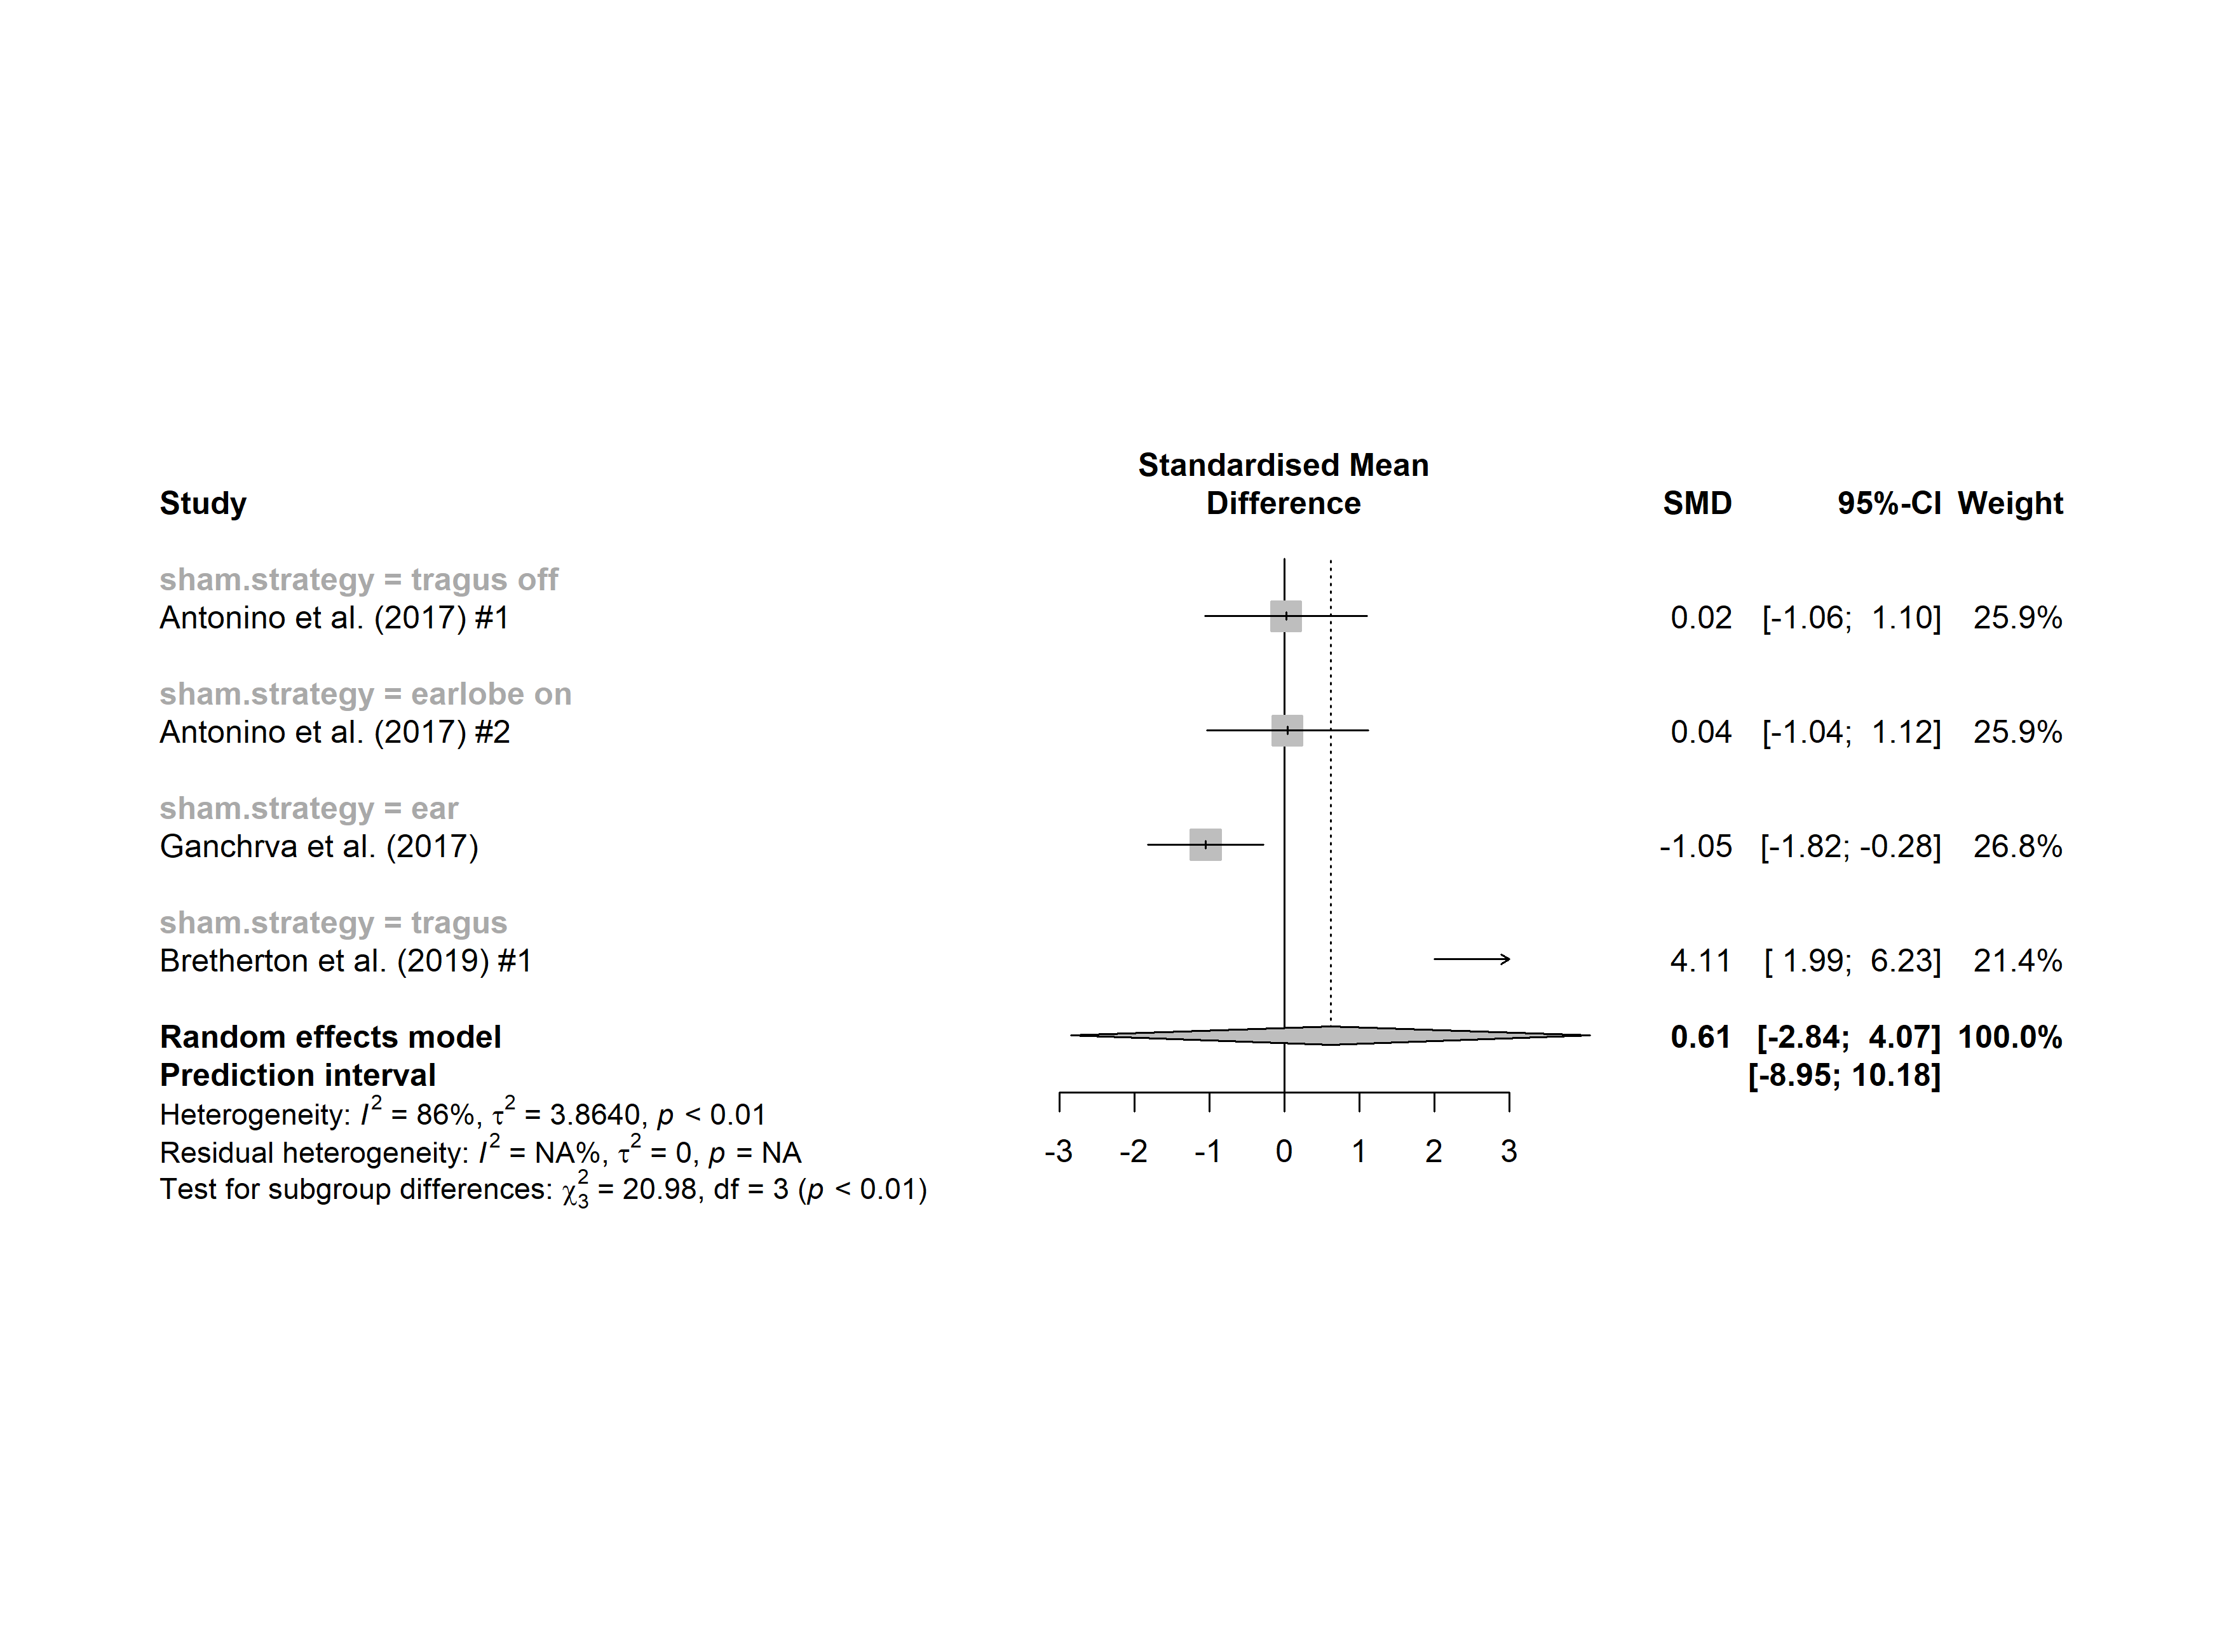 Standardised Mean
Study Difference SMD 95%-CI Weight
sham.strategy = tragus off
Antonino et al. (2017) #1 0.02 [-1.06; 1.10] 25.9%
sham.strategy = earlobe on
Antonino et al. (2017) #2 0.04 [-1.04; 1.12] 25.9%
sham.strategy = ear
Ganchrva et al. (2017) -1.05 [-1.82; -0.28] 26.8%
sham.strategy = tragus
Bretherton et al. (2019) #1 4.11 [ 1.99; 6.23] 21.4%
Random effects model 0.61 [-2.84; 4.07] 100.0%
Prediction interval [-8.95; 10.18]
Heterogeneity: I² = 86%, τ² = 3.8640, p < 0.01
Residual heterogeneity: I² = NA%, τ² = 0, p = NA
-3 -2 -1 0 1 2 3
Test for subgroup differences: χ²₃ = 20.98, df = 3 (p < 0.01)